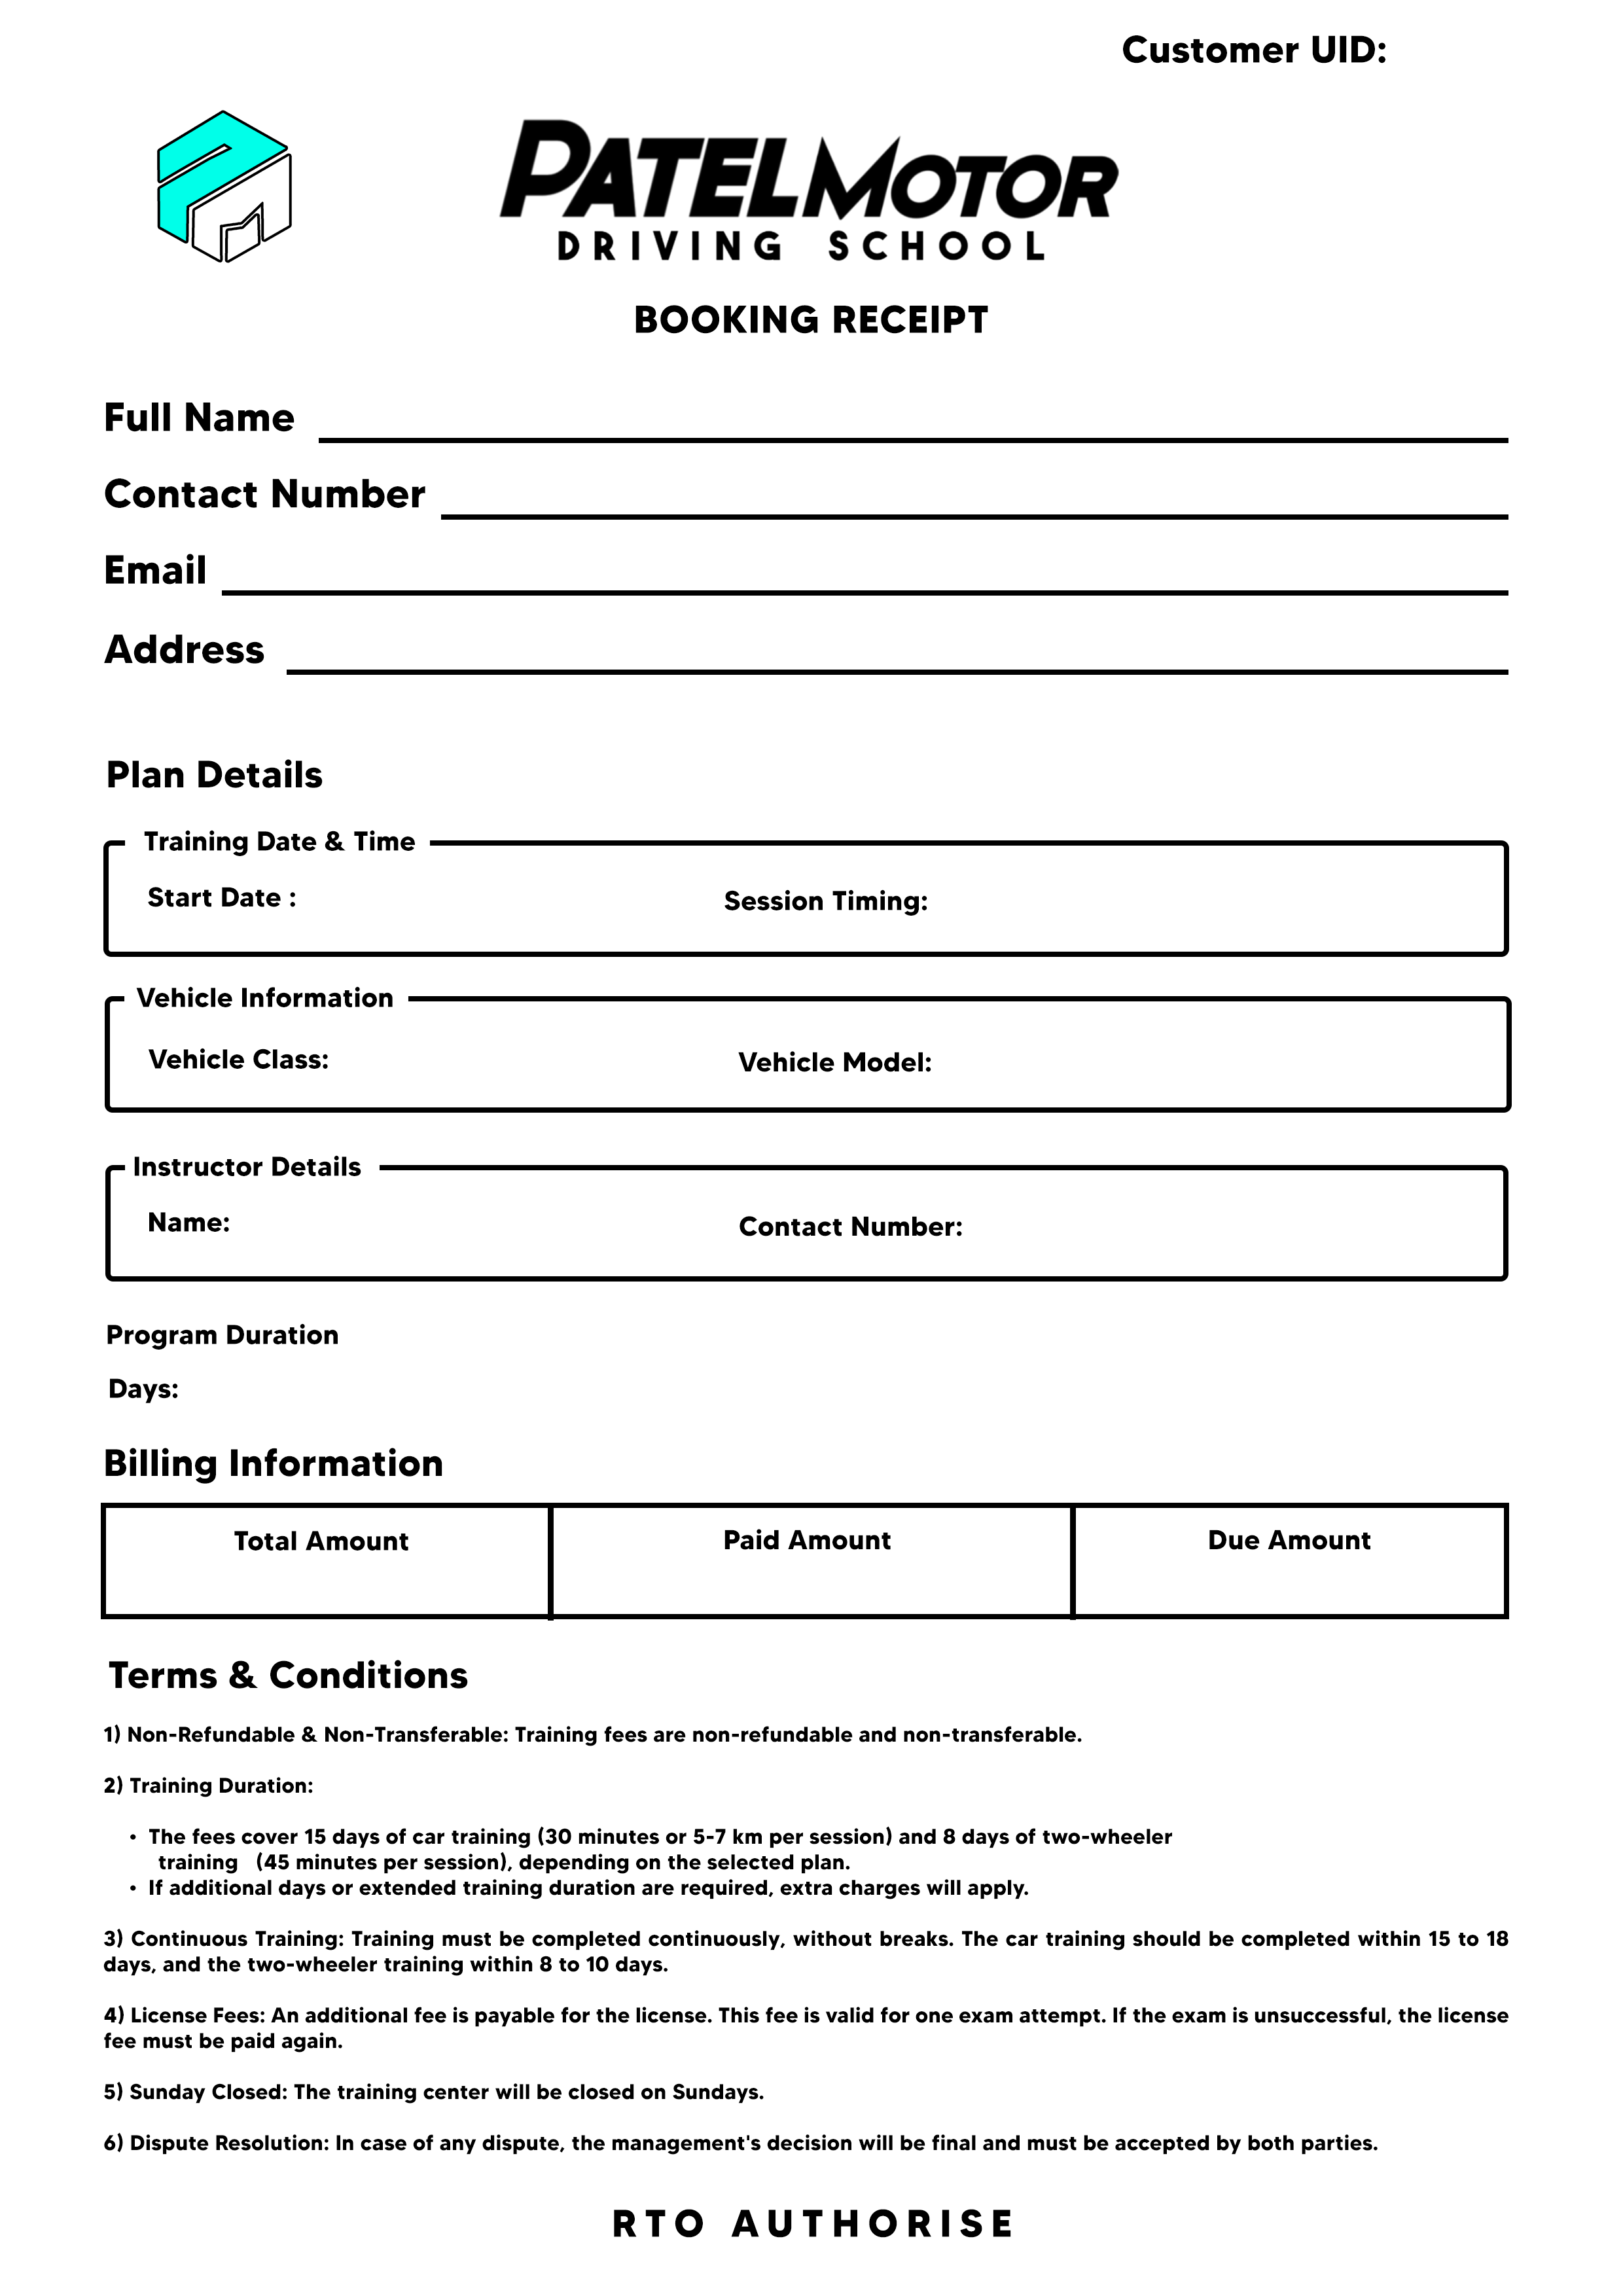 Customer UID:
PATEL MOTOR
DRIVING SCHOOL
BOOKING RECEIPT
Full Name
Contact Number
Email
Address
Plan Details
Training Date & Time
Start Date :
Session Timing:
Vehicle Information
Vehicle Class:
Vehicle Model:
Instructor Details
Name:
Contact Number:
Program Duration
Days:
Billing Information
Total Amount
Paid Amount
Due Amount
Terms & Conditions
1) Non-Refundable & Non-Transferable: Training fees are non-refundable and non-transferable.
2) Training Duration:
• The fees cover 15 days of car training (30 minutes or 5-7 km per session) and 8 days of two-wheeler
training (45 minutes per session), depending on the selected plan.
• If additional days or extended training duration are required, extra charges will apply.
3) Continuous Training: Training must be completed continuously, without breaks. The car training should be completed within 15 to 18
days, and the two-wheeler training within 8 to 10 days.
4) License Fees: An additional fee is payable for the license. This fee is valid for one exam attempt. If the exam is unsuccessful, the license
fee must be paid again.
5) Sunday Closed: The training center will be closed on Sundays.
6) Dispute Resolution: In case of any dispute, the management's decision will be final and must be accepted by both parties.
RTO AUTHORISE